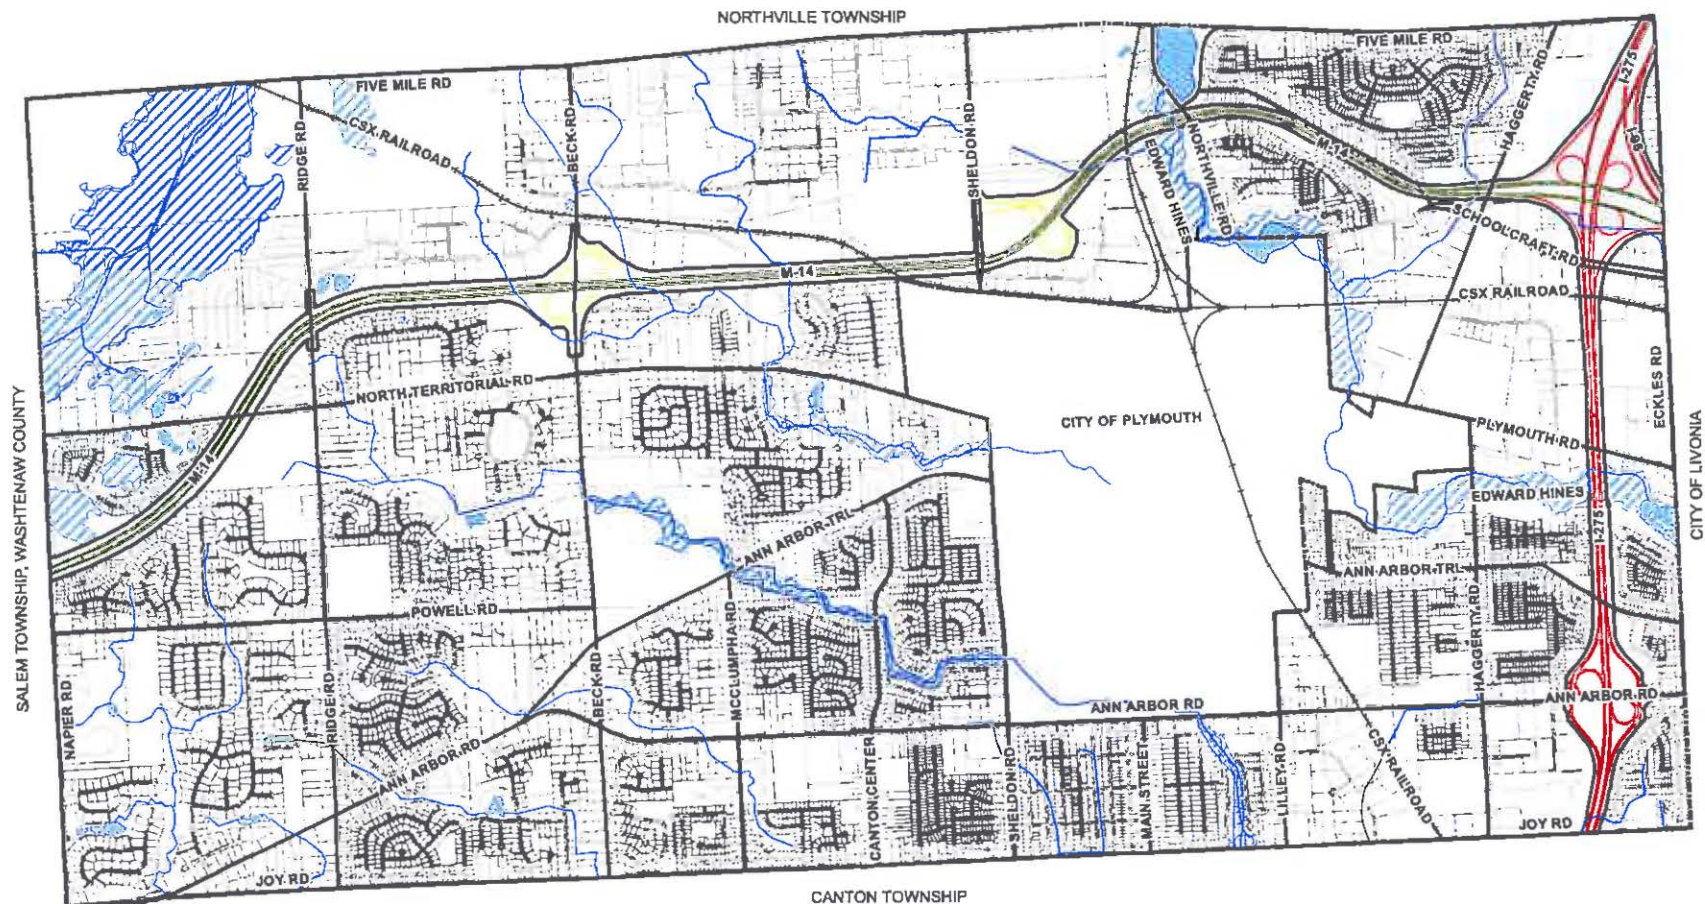 NORTHVILLE TOWNSHIP
FIVE MILE RD
FIVE MILE RD
I-275
I-96
HAGGERTY RD
CSX RAILROAD
RIDGE RD
BECK RD
SHELDON RD
M-14
NORTHVILLE RD
EDWARD HINES
SCHOOLCRAFT RD
M-14
CSX RAILROAD
ECKLES RD
NORTH TERRITORIAL RD
CITY OF PLYMOUTH
PLYMOUTH RD
SALEM TOWNSHIP, WASHTENAW COUNTY
CITY OF LIVONIA
M-14
EDWARD HINES
I-275
ANN ARBOR TRL
ANN ARBOR TRL
POWELL RD
HAGGERTY RD
NAPIER RD
RIDGE RD
BECK RD
MCCLUMPHA RD
ANN ARBOR RD
ANN ARBOR RD
ANN ARBOR RD
CANTON CENTER
SHELDON RD
MAIN STREET
LILLEY RD
CSX RAILROAD
JOY RD
JOY RD
CANTON TOWNSHIP